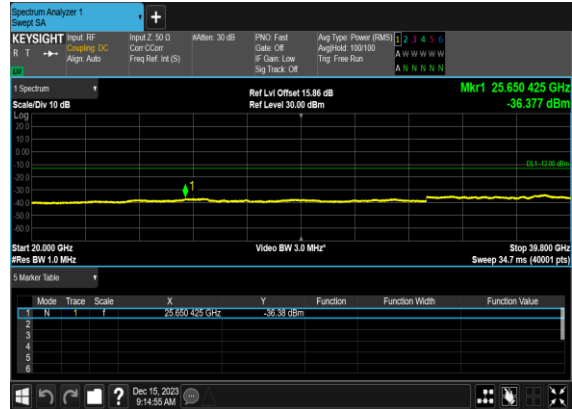 Spectrum Analyzer 1
Swept SA
+
KEYSIGHT Input: RF Input Z: 50 Ω #Atten: 30 dB PNO: Fast Avg Type: Power (RMS) 1 2 3 4 5 6
R T Coupling: DC Corr CCorr Gate: Off Avg|Hold: 100/100 A W W W W W
Align: Auto Freq Ref: Int (S) IF Gain: Low Trig: Free Run
Sig Track: Off A N N N N N
1 Spectrum Ref Lvl Offset 15.86 dB Mkr1 25.650 425 GHz
Scale/Div 10 dB Ref Level 30.00 dBm -36.377 dBm
Log
20.0
10.0
0.00
-10.0
DL1 -13.00 dBm
-20.0
-30.0
1
-40.0
-50.0
-60.0
Start 20.000 GHz Video BW 3.0 MHz* Stop 39.800 GHz
#Res BW 1.0 MHz Sweep 34.7 ms (40001 pts)
5 Marker Table
Mode Trace Scale X Y Function Function Width Function Value
1 N 1 f 25.650 425 GHz -36.38 dBm
2
3
4
5
6
? Dec 15, 2023
9:14:55 AM